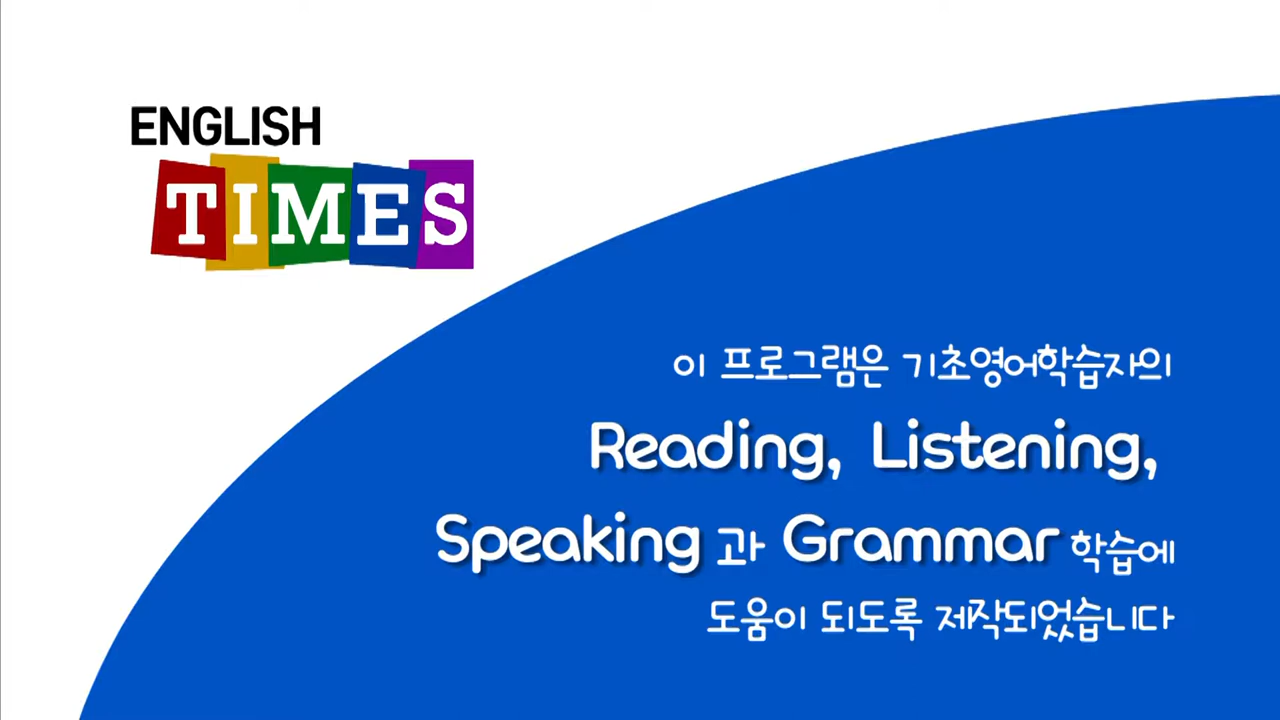 ENGLISH
TIMES
이 프로그램은 기초영어학습자의
Reading, Listening,
Speaking 과 Grammar 학습에
도움이 되도록 제작되었습니다